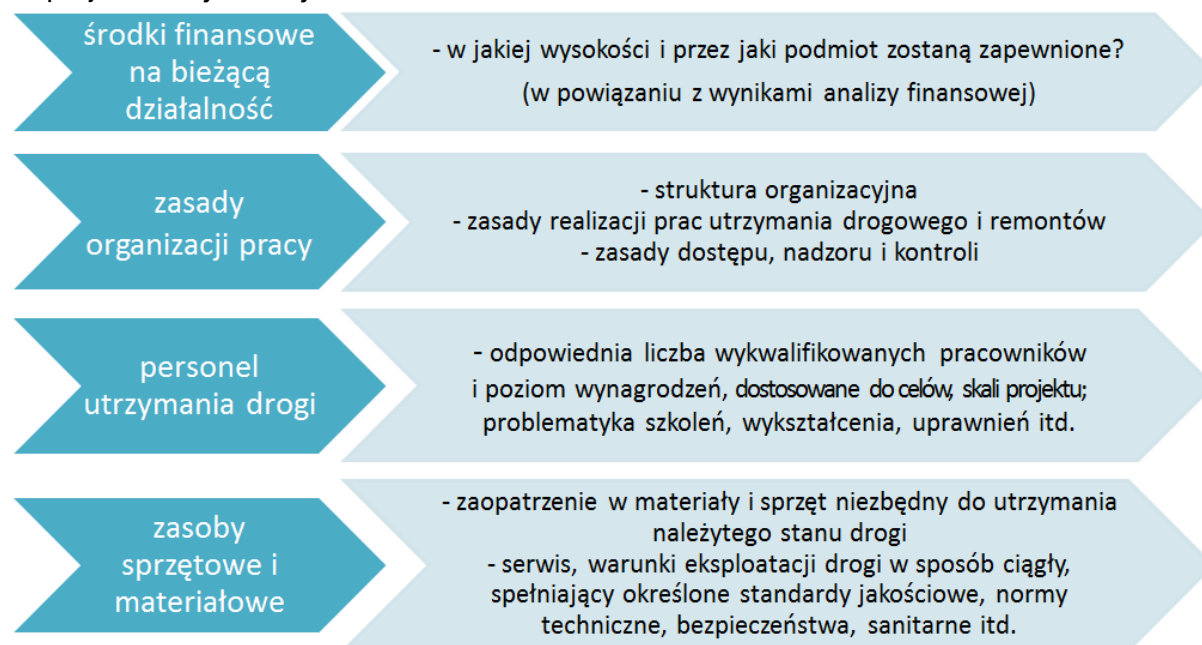 środki finansowe
na bieżącą
działalność
- w jakiej wysokości i przez jaki podmiot zostaną zapewnione?
(w powiązaniu z wynikami analizy finansowej)
zasady
organizacji pracy
- struktura organizacyjna
- zasady realizacji prac utrzymania drogowego i remontów
- zasady dostępu, nadzoru i kontroli
personel
utrzymania drogi
- odpowiednia liczba wykwalifikowanych pracowników
i poziom wynagrodzeń, dostosowane do celów, skali projektu;
problematyka szkoleń, wykształcenia, uprawnień itd.
zasoby
sprzętowe i
materiałowe
- zaopatrzenie w materiały i sprzęt niezbędny do utrzymania
należytego stanu drogi
- serwis, warunki eksploatacji drogi w sposób ciągły,
spełniający określone standardy jakościowe, normy
techniczne, bezpieczeństwa, sanitarne itd.